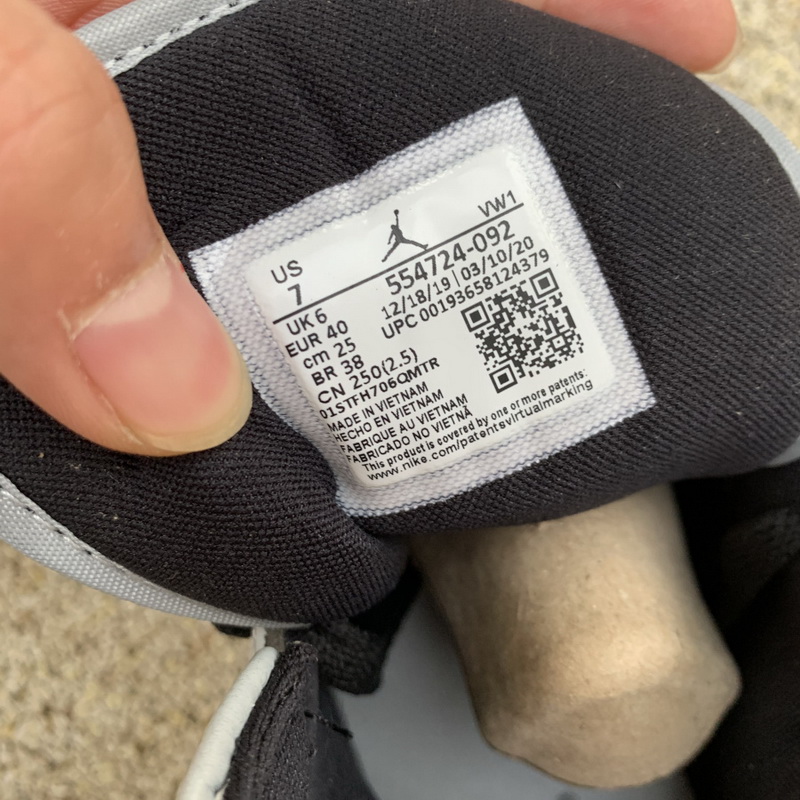 US
7
VW1
554724-092
12/18/19 | 03/10/20
UPC 00193658124379
UK 6
EUR 40
cm 25
BR 38
CN 250(2.5)
01STFH706QMTR
MADE IN VIETNAM
HECHO EN VIETNAM
FABRIQUE AU VIETNAM
FABRICADO NO VIETNÃ
This product is covered by one or more patents:
www.nike.com/patentsvirtualmarking